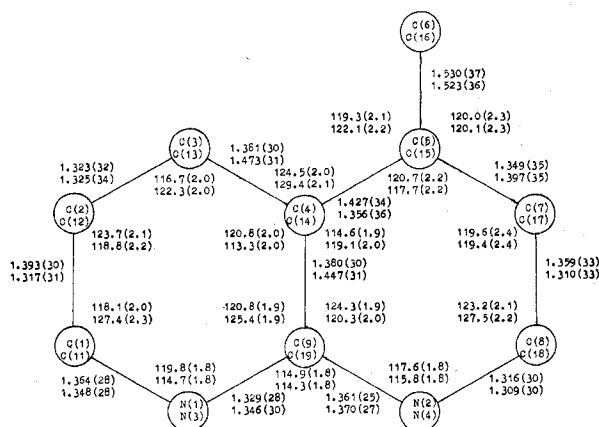 C(6)
C(16)
1.530(37)
1.523(36)
119.3(2.1)
122.1(2.2)
120.0(2.3)
120.1(2.3)
C(3)
C(13)
C(5)
C(15)
1.323(32)
1.325(34)
1.381(30)
1.473(31)
1.349(35)
1.397(35)
116.7(2.0)
122.3(2.0)
124.5(2.0)
129.4(2.1)
120.7(2.2)
117.7(2.2)
1.427(34)
1.356(36)
C(2)
C(12)
C(4)
C(14)
C(7)
C(17)
123.7(2.1)
118.8(2.2)
120.8(2.0)
113.3(2.0)
114.6(1.9)
119.1(2.0)
119.6(2.4)
119.4(2.4)
1.393(30)
1.317(31)
1.380(30)
1.447(31)
1.359(33)
1.310(33)
118.1(2.0)
127.4(2.3)
120.8(1.9)
125.4(1.9)
124.3(1.9)
120.3(2.0)
123.2(2.1)
127.5(2.2)
C(1)
C(11)
C(9)
C(19)
C(8)
C(18)
119.8(1.8)
114.7(1.8)
114.9(1.8)
114.3(1.8)
117.6(1.8)
115.8(1.8)
1.364(28)
1.348(28)
1.329(28)
1.346(30)
1.361(25)
1.370(27)
1.316(30)
1.309(30)
N(1)
N(3)
N(2)
N(4)